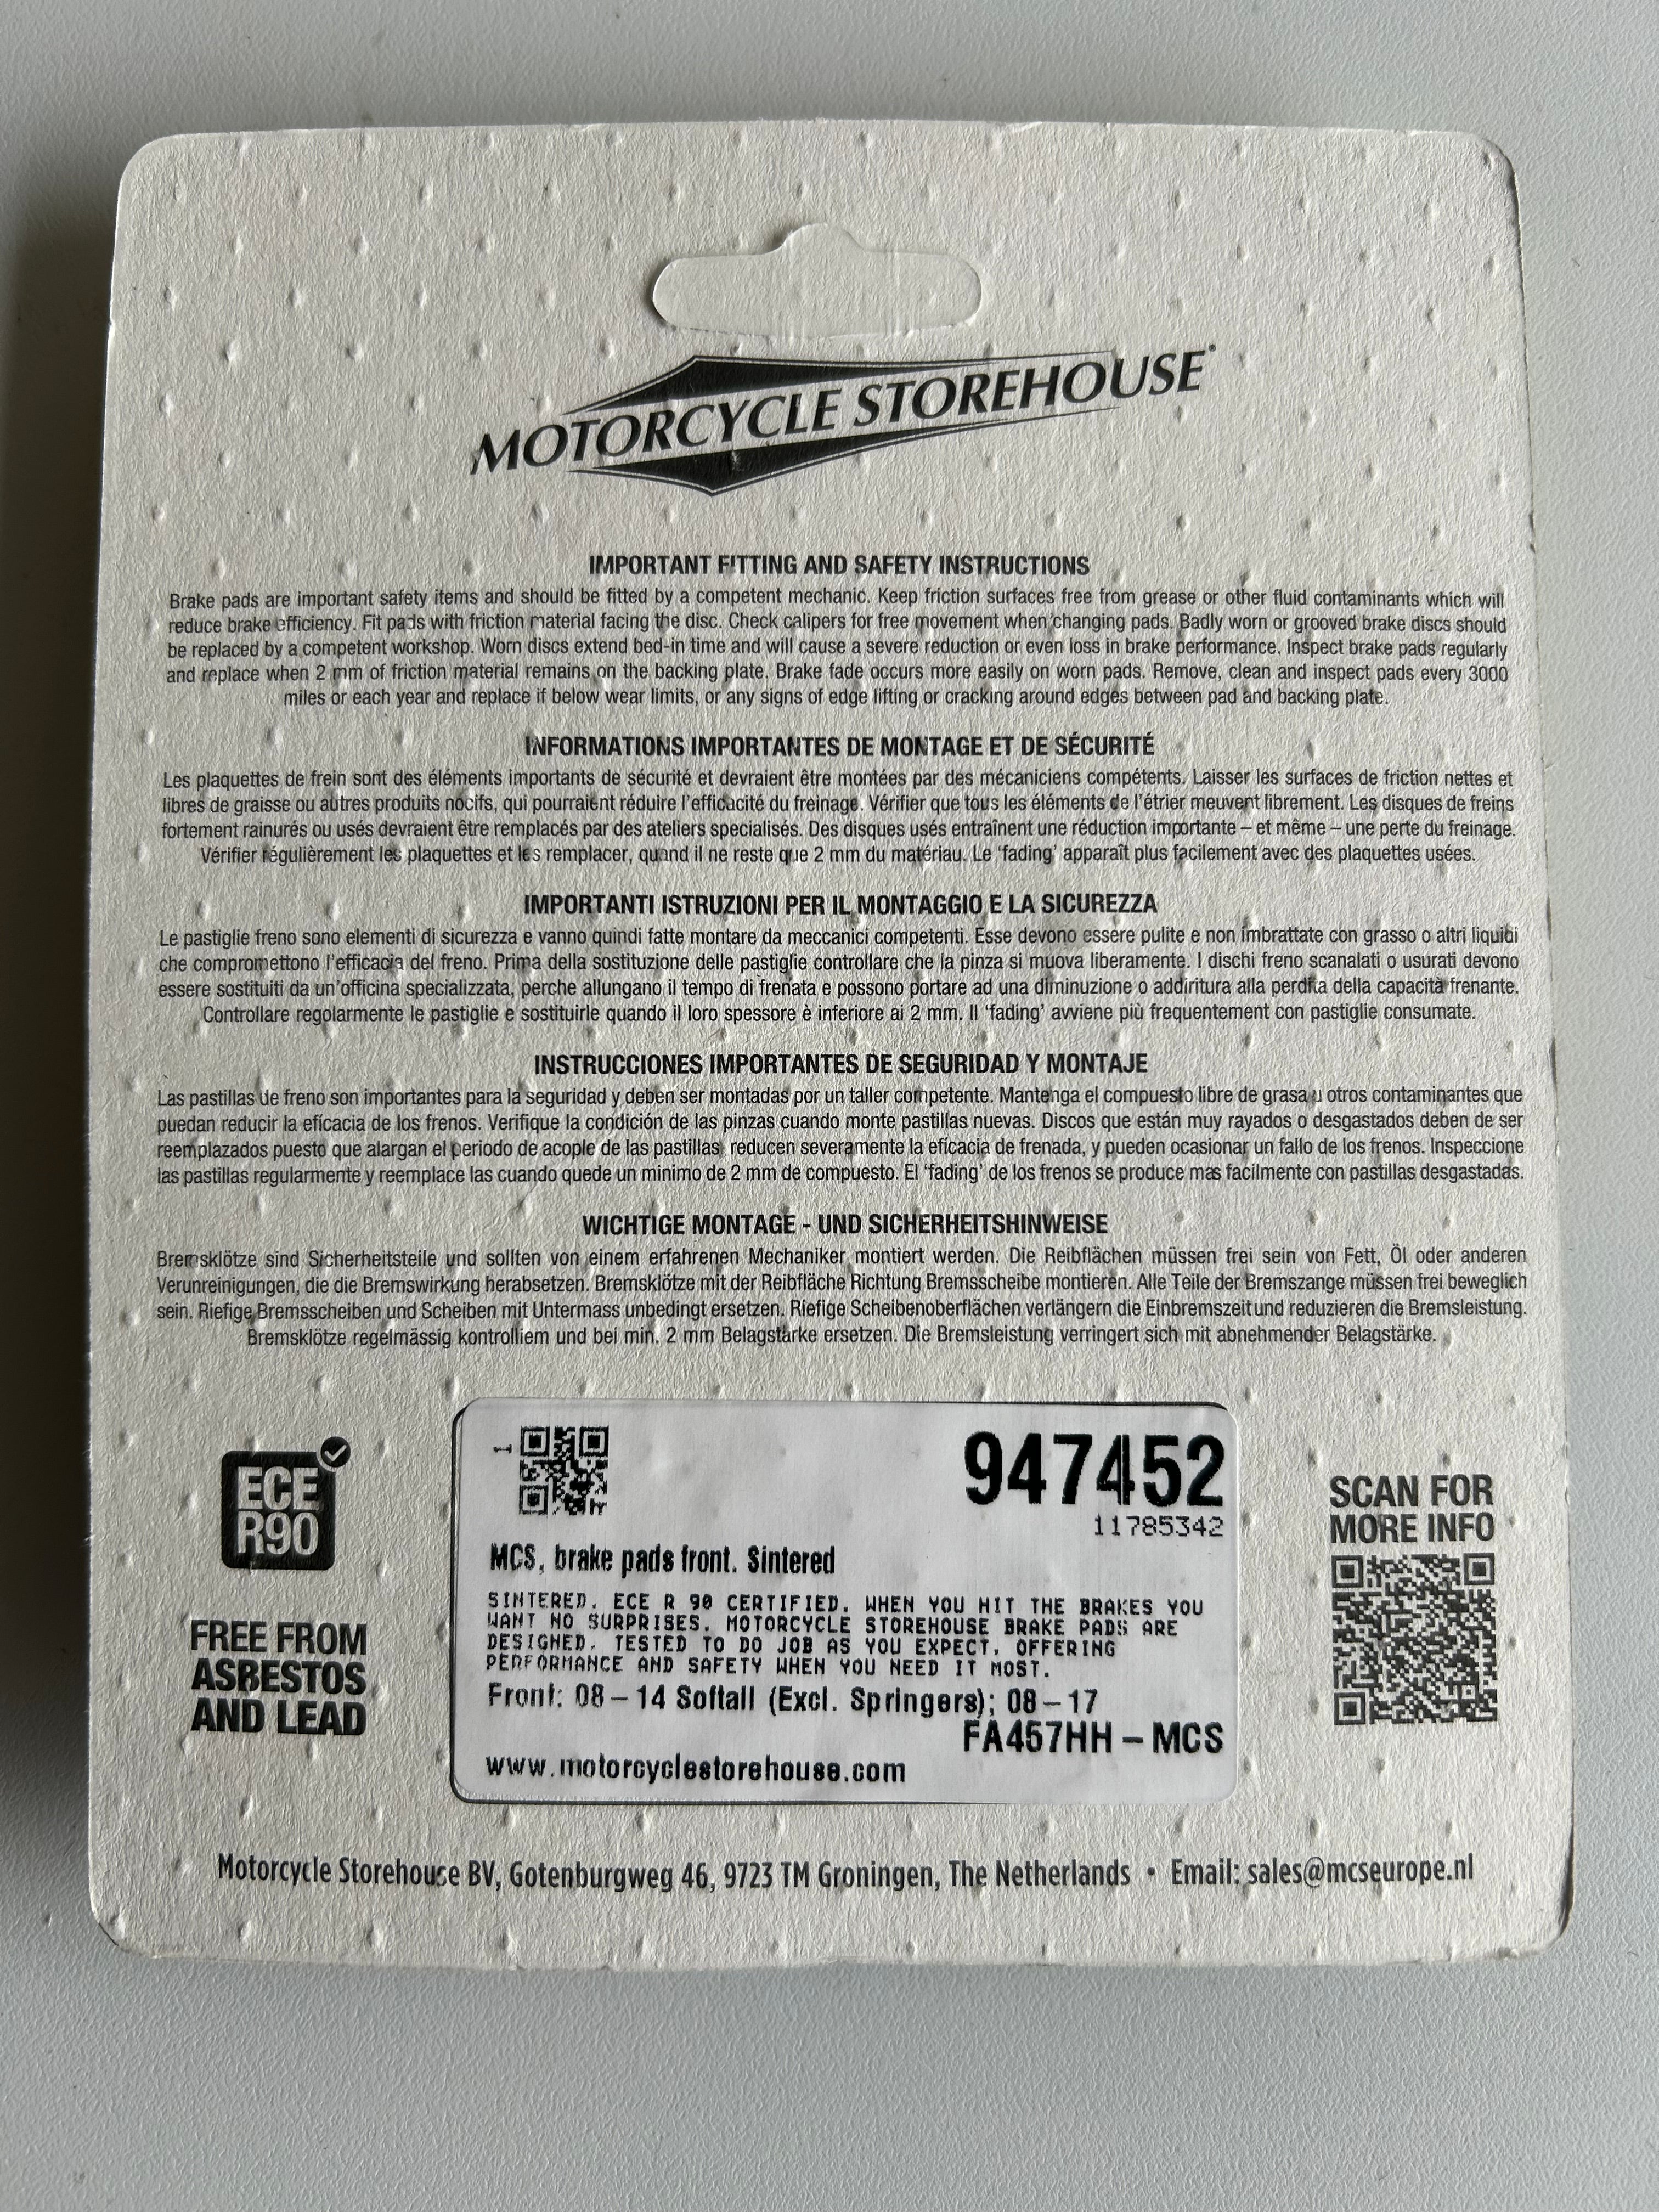 MOTORCYCLE STOREHOUSE
IMPORTANT FITTING AND SAFETY INSTRUCTIONS
Brake pads are important safety items and should be fitted by a competent mechanic. Keep friction surfaces free from grease or other fluid contaminants which will
reduce brake efficiency. Fit pads with friction material facing the disc. Check calipers for free movement when changing pads. Badly worn or grooved brake discs should
be replaced by a competent workshop. Worn discs extend bed-in time and will cause a severe reduction or even loss in brake performance. Inspect brake pads regularly
and replace when 2 mm of friction material remains on the backing plate. Brake fade occurs more easily on worn pads. Remove, clean and inspect pads every 3000
miles or each year and replace if below wear limits, or any signs of edge lifting or cracking around edges between pad and backing plate.
INFORMATIONS IMPORTANTES DE MONTAGE ET DE SÉCURITÉ
Les plaquettes de frein sont des éléments importants de sécurité et devraient être montées par des mécaniciens compétents. Laisser les surfaces de friction nettes et
libres de graisse ou autres produits nocifs, qui pourraient réduire l'efficacité du freinage. Vérifier que tous les éléments de l'étrier meuvent librement. Les disques de freins
fortement rainurés ou usés devraient être remplacés par des ateliers specialisés. Des disques usés entraînent une réduction importante – et même – une perte du freinage.
Vérifier régulièrement les plaquettes et les remplacer, quand il ne reste que 2 mm du matériau. Le 'fading' apparaît plus facilement avec des plaquettes usées.
IMPORTANTI ISTRUZIONI PER IL MONTAGGIO E LA SICUREZZA
Le pastiglie freno sono elementi di sicurezza e vanno quindi fatte montare da meccanici competenti. Esse devono essere pulite e non imbrattate con grasso o altri liquidi
che compromettono l'efficacia del freno. Prima della sostituzione delle pastiglie controllare che la pinza si muova liberamente. I dischi freno scanalati o usurati devono
essere sostituiti da un'officina specializzata, perche allungano il tempo di frenata e possono portare ad una diminuzione o addiritura alla perdita della capacità frenante.
Controllare regolarmente le pastiglie e sostituirle quando il loro spessore è inferiore ai 2 mm. Il 'fading' avviene più frequentemente con pastiglie consumate.
INSTRUCCIONES IMPORTANTES DE SEGURIDAD Y MONTAJE
Las pastillas de freno son importantes para la seguridad y deben ser montadas por un taller competente. Mantenga el compuesto libre de grasa u otros contaminantes que
puedan reducir la eficacia de los frenos. Verifique la condición de las pinzas cuando monte pastillas nuevas. Discos que están muy rayados o desgastados deben de ser
reemplazados puesto que alargan el periodo de acople de las pastillas, reducen severamente la eficacia de frenada, y pueden ocasionar un fallo de los frenos. Inspeccione
las pastillas regularmente y reemplace las cuando quede un minimo de 2 mm de compuesto. El 'fading' de los frenos se produce mas facilmente con pastillas desgastadas.
WICHTIGE MONTAGE - UND SICHERHEITSHINWEISE
Bremsklötze sind Sicherheitsteile und sollten von einem erfahrenen Mechaniker montiert werden. Die Reibflächen müssen frei sein von Fett, Öl oder anderen
Verunreinigungen, die die Bremswirkung herabsetzen. Bremsklötze mit der Reibfläche Richtung Bremsscheibe montieren. Alle Teile der Bremszange müssen frei beweglich
sein. Riefige Bremsscheiben und Scheiben mit Untermass unbedingt ersetzen. Riefige Scheibenoberflächen verlängern die Einbremszeit und reduzieren die Bremsleistung.
Bremsklötze regelmässig kontrolliem und bei min. 2 mm Belagstärke ersetzen. Die Bremsleistung verringert sich mit abnehmender Belagstärke.
ECE
R90
FREE FROM
ASBESTOS
AND LEAD
1
947452
11785342
MCS, brake pads front. Sintered
SINTERED. ECE R 90 CERTIFIED. WHEN YOU HIT THE BRAKES YOU
WANT NO SURPRISES. MOTORCYCLE STOREHOUSE BRAKE PADS ARE
DESIGNED, TESTED TO DO JOB AS YOU EXPECT, OFFERING
PERFORMANCE AND SAFETY WHEN YOU NEED IT MOST.
Front: 08–14 Softail (Excl. Springers); 08–17
FA457HH – MCS
www.motorcyclestorehouse.com
SCAN FOR
MORE INFO
Motorcycle Storehouse BV, Gotenburgweg 46, 9723 TM Groningen, The Netherlands • Email: sales@mcseurope.nl